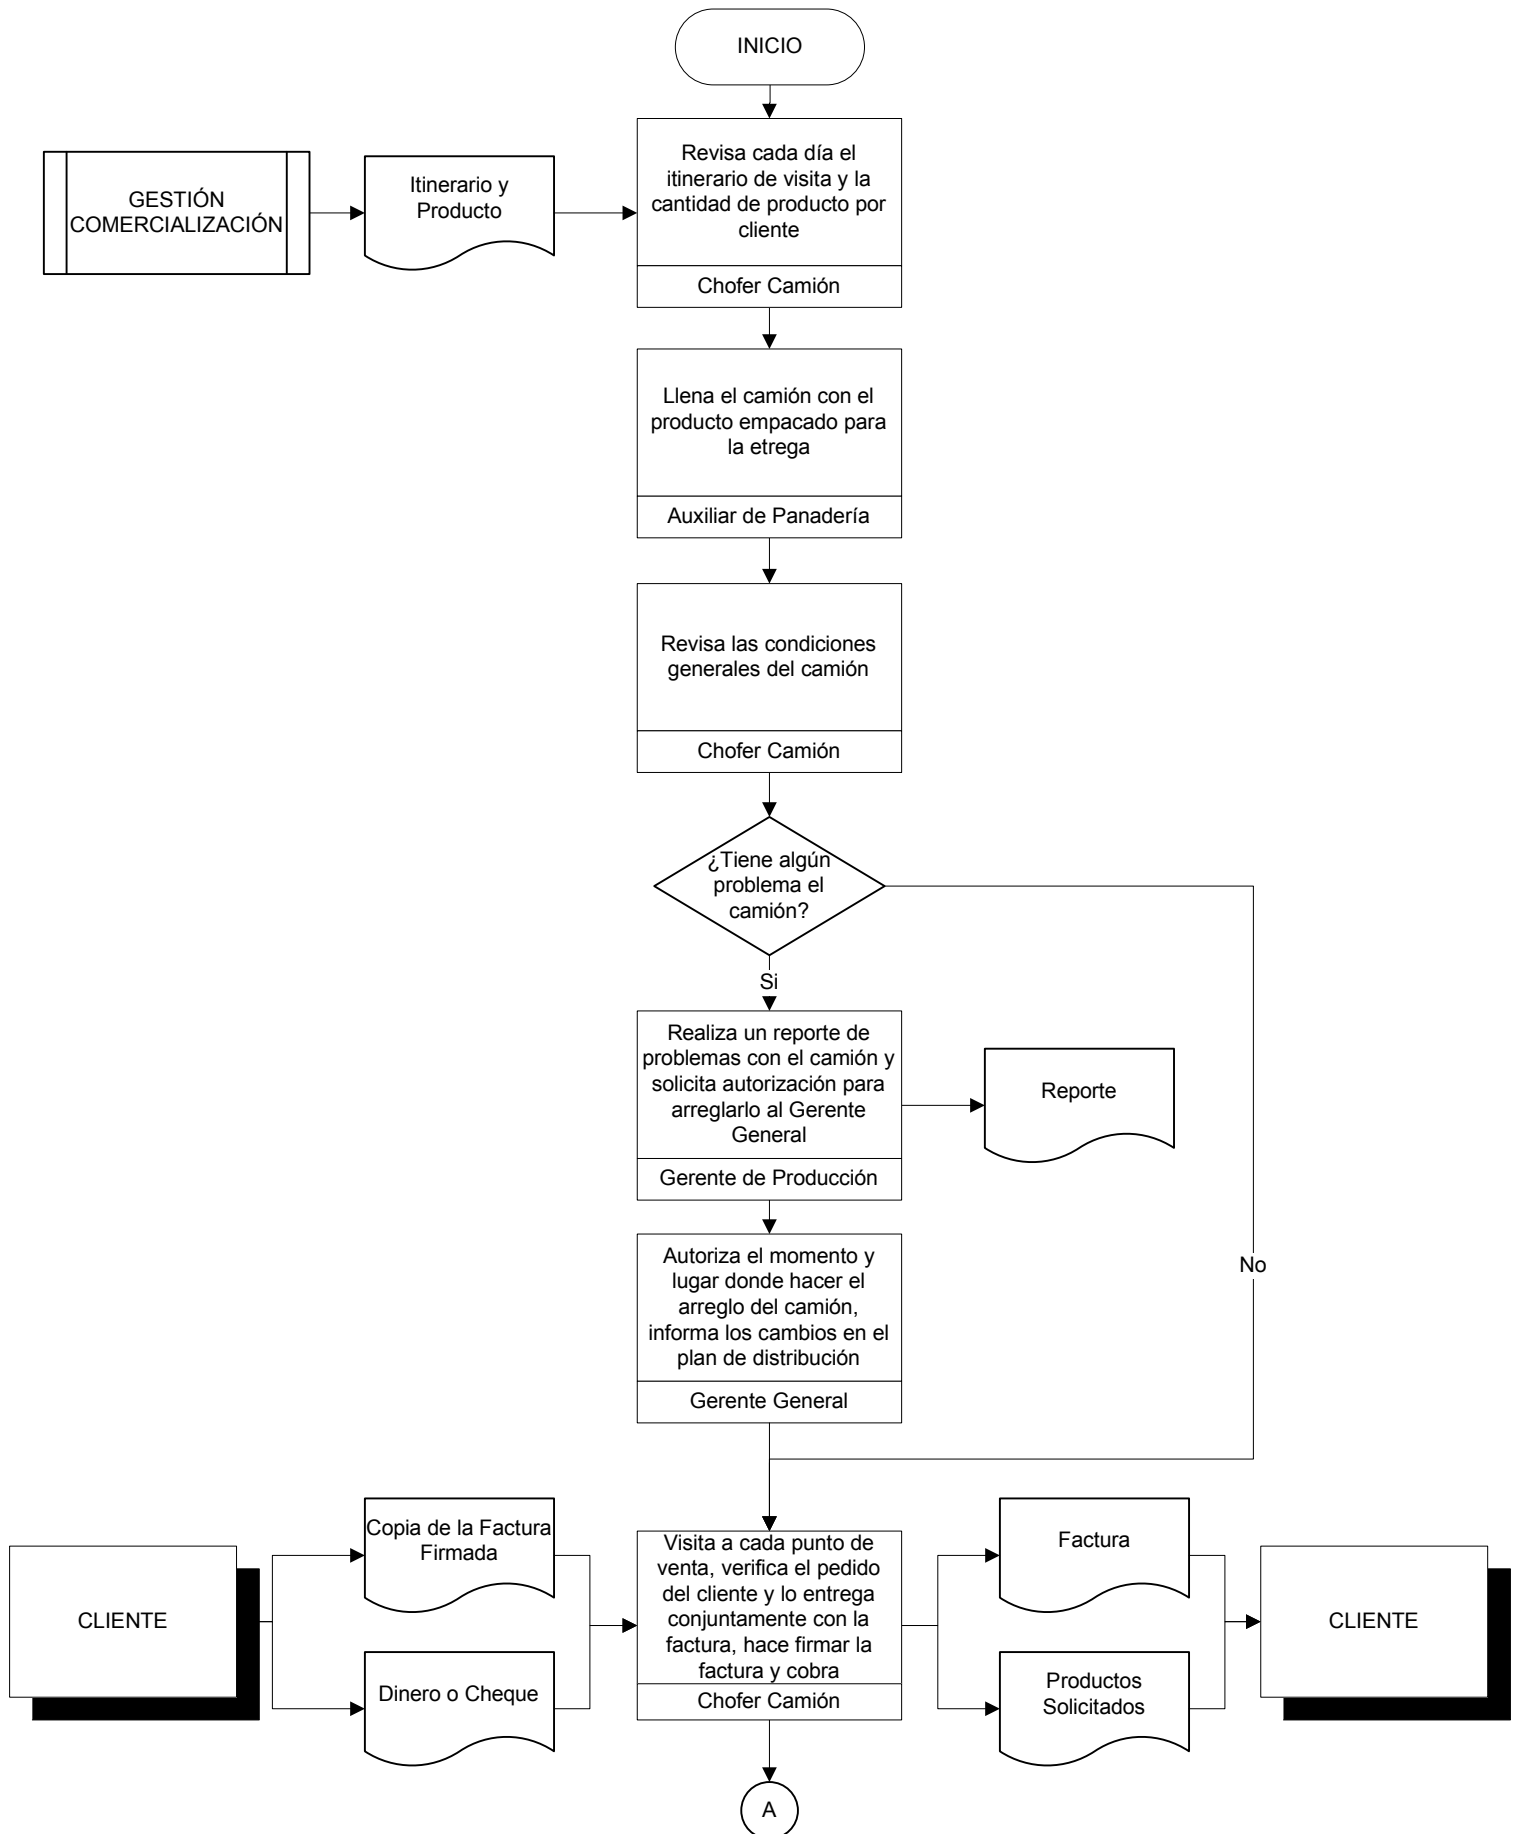 INICIO
Revisa cada día el
itinerario de visita y la
cantidad de producto por
cliente
Chofer Camión
GESTIÓN
COMERCIALIZACIÓN
Itinerario y
Producto
Llena el camión con el
producto empacado para
la etrega
Auxiliar de Panadería
Revisa las condiciones
generales del camión
Chofer Camión
¿Tiene algún
problema el
camión?
Si
No
Realiza un reporte de
problemas con el camión y
solicita autorización para
arreglarlo al Gerente
General
Gerente de Producción
Reporte
Autoriza el momento y
lugar donde hacer el
arreglo del camión,
informa los cambios en el
plan de distribución
Gerente General
CLIENTE
Copia de la Factura
Firmada
Dinero o Cheque
Visita a cada punto de
venta, verifica el pedido
del cliente y lo entrega
conjuntamente con la
factura, hace firmar la
factura y cobra
Chofer Camión
Factura
Productos
Solicitados
CLIENTE
A